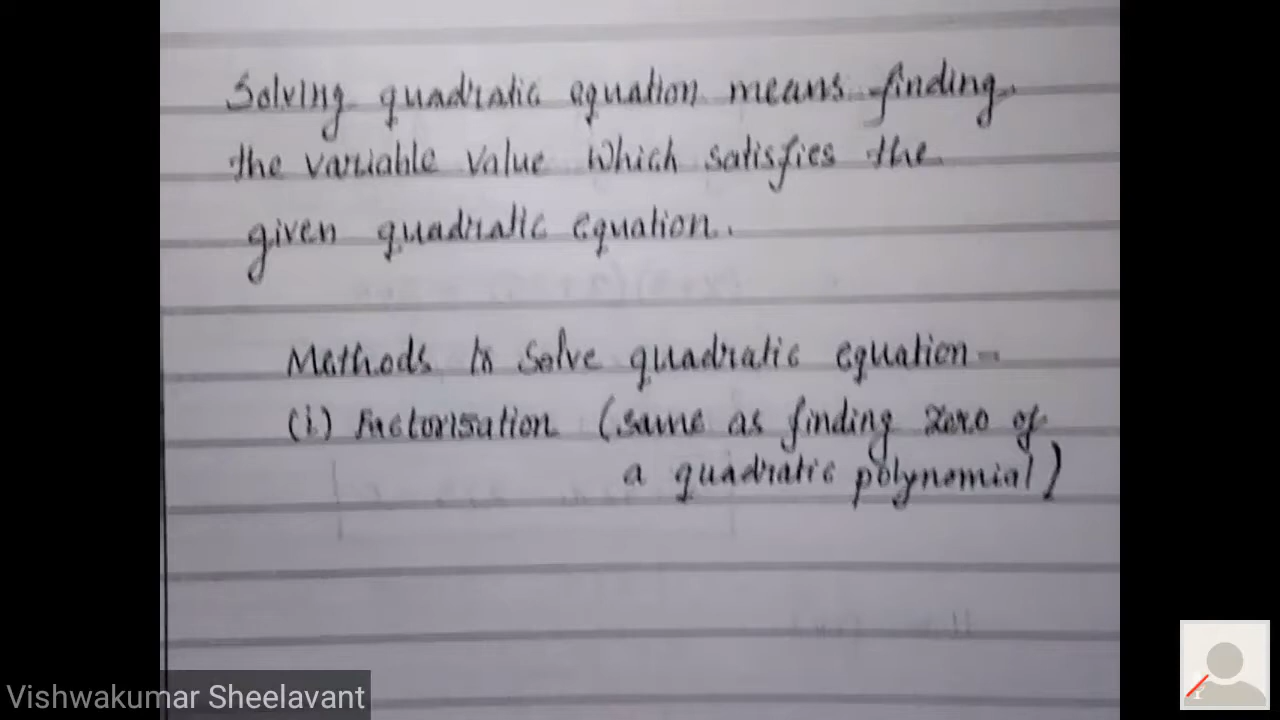 Solving quadratic equation means finding
the variable value which satisfies the
given quadratic equation.
Methods to solve quadratic equation -
(i) Factorisation (same as finding zero of
a quadratic polynomial)
Vishwakumar Sheelavant